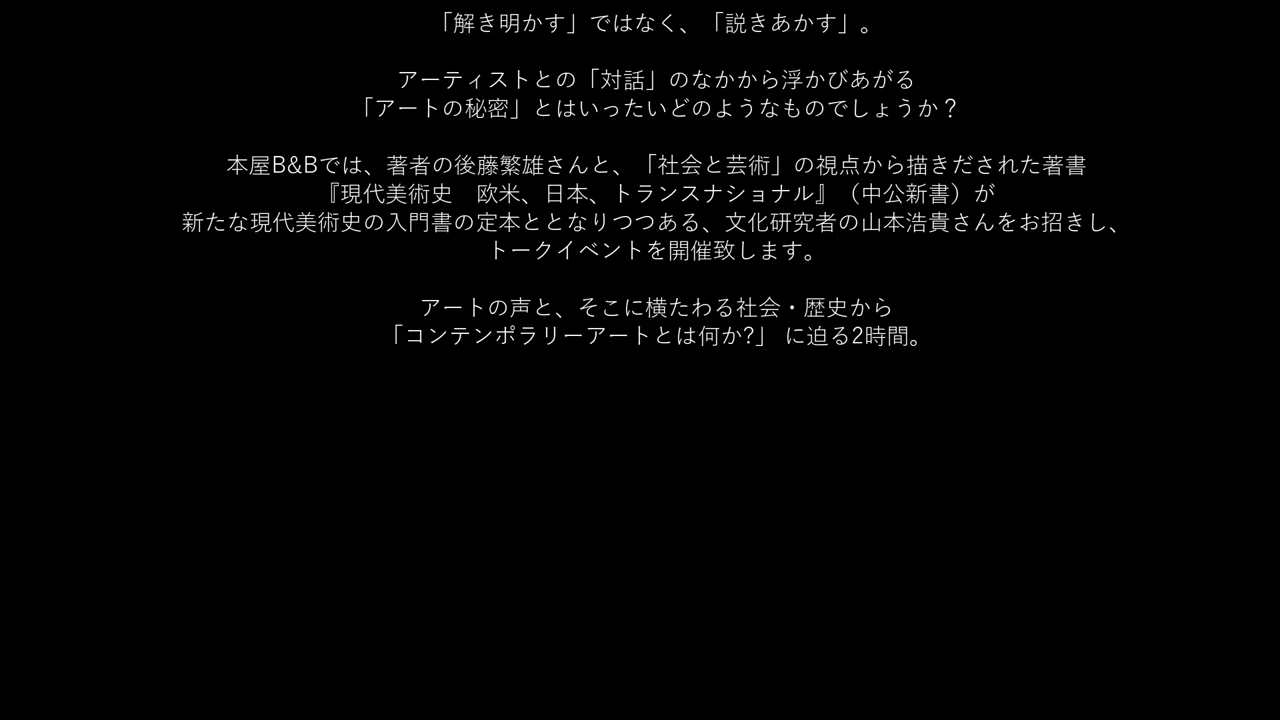 「解き明かす」ではなく、「説きあかす」。
アーティストとの「対話」のなかから浮かびあがる
「アートの秘密」とはいったいどのようなものでしょうか？
本屋B&Bでは、著者の後藤繁雄さんと、「社会と芸術」の視点から描きだされた著書
『現代美術史　欧米、日本、トランスナショナル』（中公新書）が
新たな現代美術史の入門書の定本ととなりつつある、文化研究者の山本浩貴さんをお招きし、
トークイベントを開催致します。
アートの声と、そこに横たわる社会・歴史から
「コンテンポラリーアートとは何か?」 に迫る2時間。